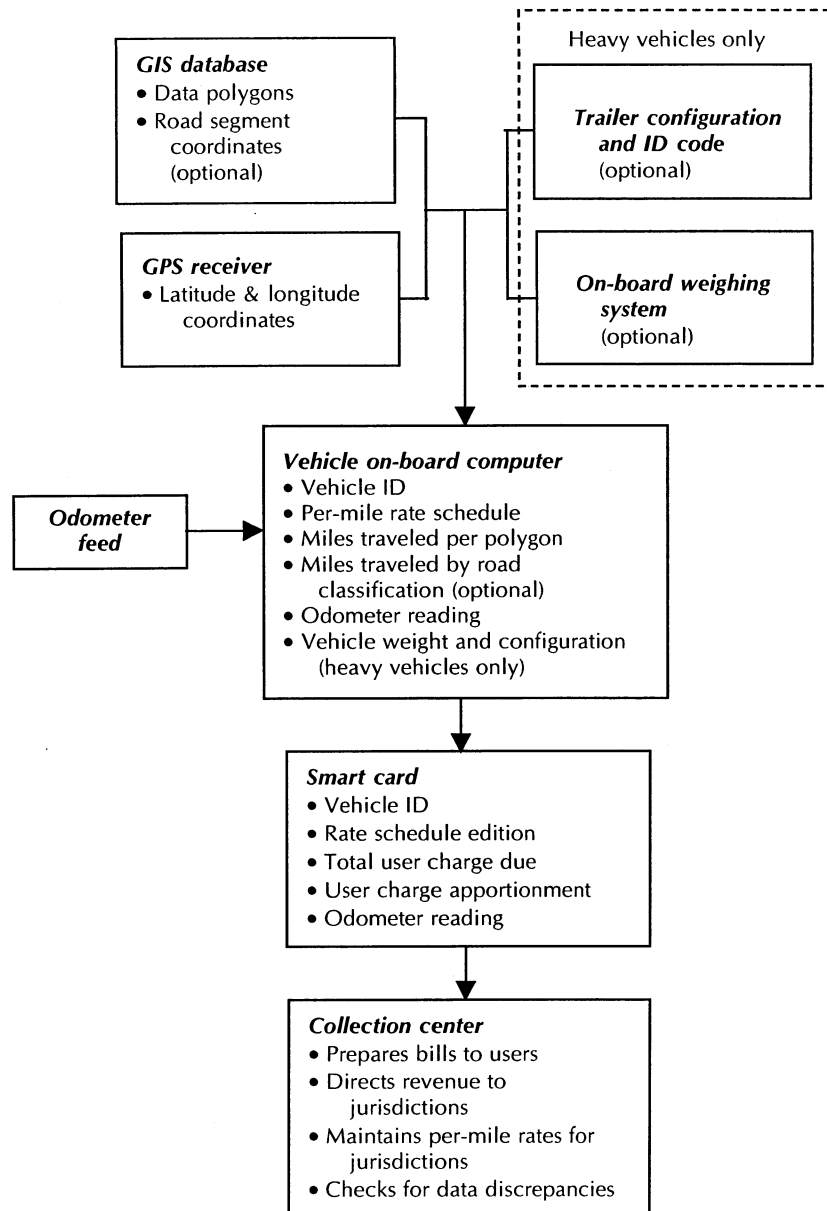 GIS database
• Data polygons
• Road segment
coordinates
(optional)
GPS receiver
• Latitude & longitude
coordinates
Heavy vehicles only
Trailer configuration
and ID code
(optional)
On-board weighing
system
(optional)
Odometer
feed
Vehicle on-board computer
• Vehicle ID
• Per-mile rate schedule
• Miles traveled per polygon
• Miles traveled by road
classification (optional)
• Odometer reading
• Vehicle weight and configuration
(heavy vehicles only)
Smart card
• Vehicle ID
• Rate schedule edition
• Total user charge due
• User charge apportionment
• Odometer reading
Collection center
• Prepares bills to users
• Directs revenue to
jurisdictions
• Maintains per-mile rates for
jurisdictions
• Checks for data discrepancies